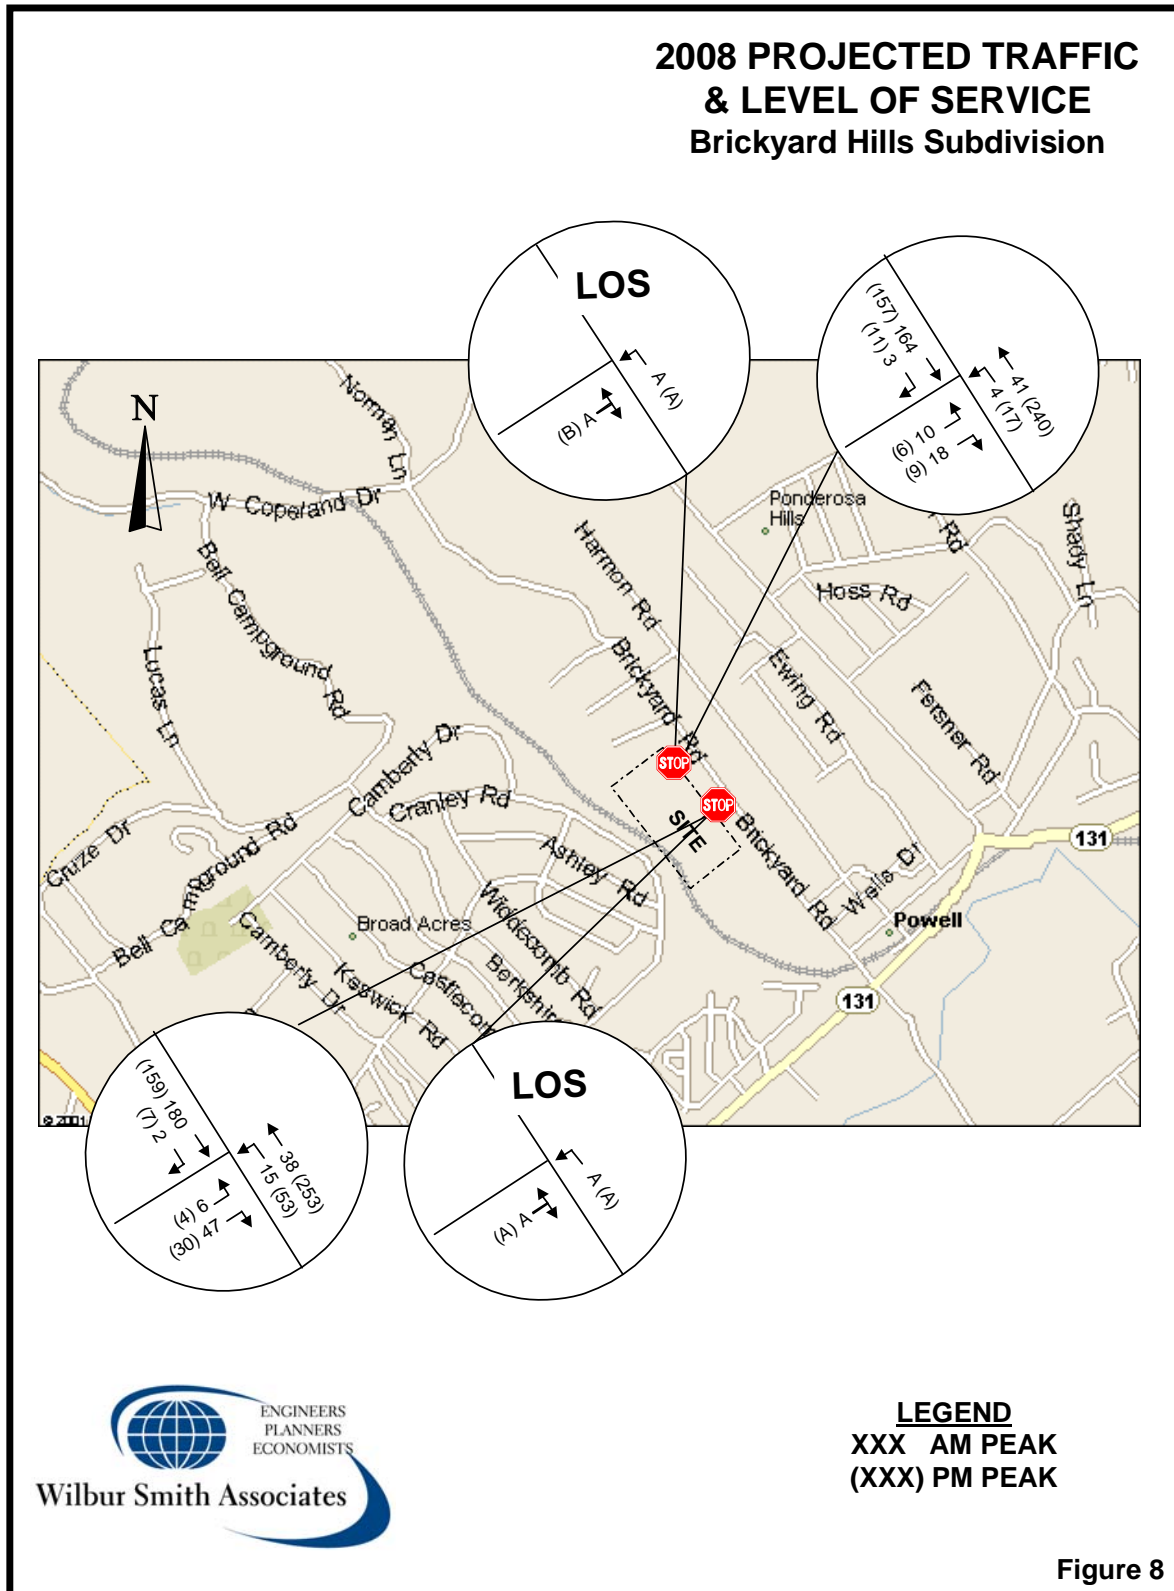 2008 PROJECTED TRAFFIC
& LEVEL OF SERVICE
Brickyard Hills Subdivision
LOS
A (A)
(B) A
(157) 164
(11) 3
41 (240)
4 (17)
(6) 10
(9) 18
N
Norman Ln
W Copeland Dr
Bell Campground Rd
Lucas Ln
Harmon Rd
Brickyard Rd
Ponderosa
Hills
Rd
Shady Ln
Hoss Rd
Ewing Rd
Fersner Rd
Camberly Dr
Cranley Rd
Cruze Dr
Bell Campground Rd
Ashley Rd
STOP
STOP
SITE
Brickyard Rd
Wells Dr
131
Powell
131
Broad Acres
Widdecomb Rd
Camberly Dr
Keswick Rd
Castlecom
Berkshire
© 2001
(159) 180
(7) 2
38 (253)
15 (53)
(4) 6
(30) 47
LOS
A (A)
(A) A
ENGINEERS
PLANNERS
ECONOMISTS
Wilbur Smith Associates
LEGEND
XXX AM PEAK
(XXX) PM PEAK
Figure 8